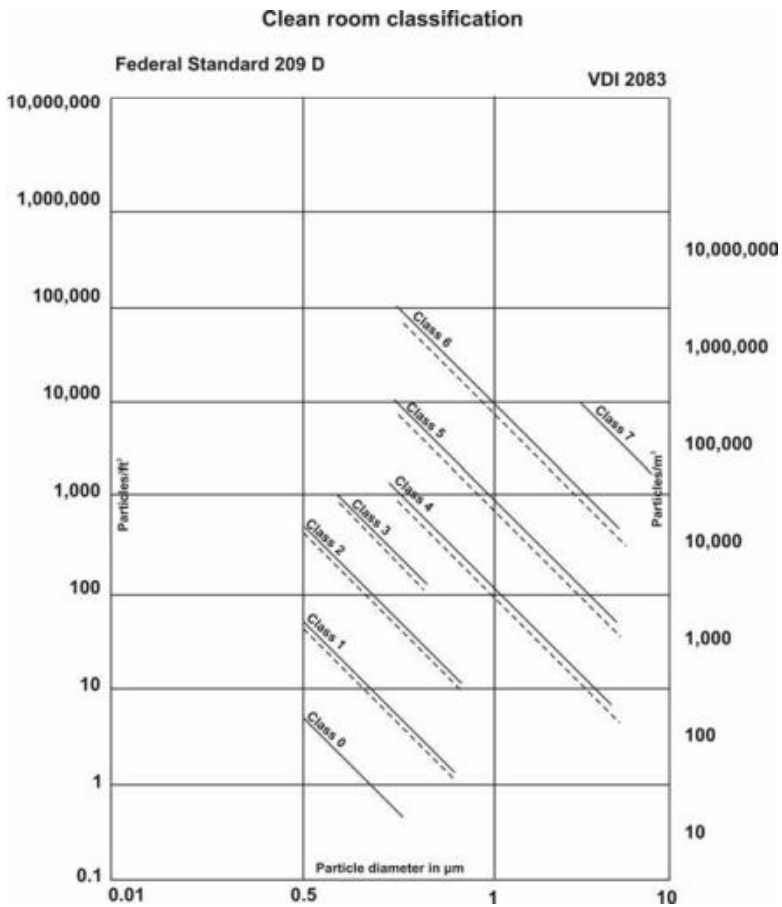 Clean room classification
Federal Standard 209 D
VDI 2083
10,000,000
1,000,000
100,000
10,000
1,000
100
10
1
0.1
Particles/ft³
Class 6
Class 7
Class 5
Class 4
Class 3
Class 2
Class 1
Class 0
Particles/m³
10,000,000
1,000,000
100,000
10,000
1,000
100
10
Particle diameter in µm
0.01 0.5 1 10